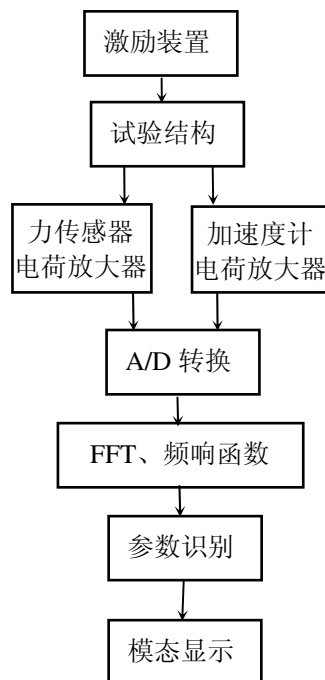 激励装置
试验结构
力传感器
电荷放大器
加速度计
电荷放大器
A/D 转换
FFT、频响函数
参数识别
模态显示